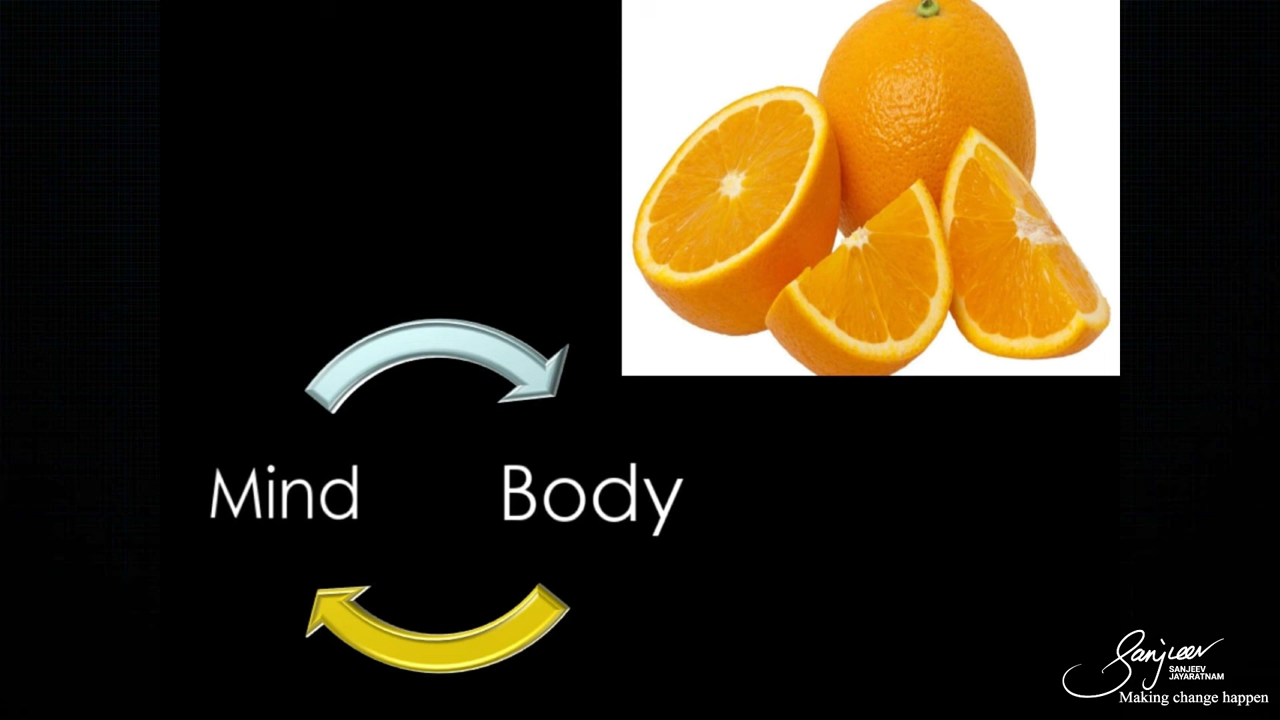 Mind
Body
Sanjeev
SANJEEV
JAYARATNAM
Making change happen